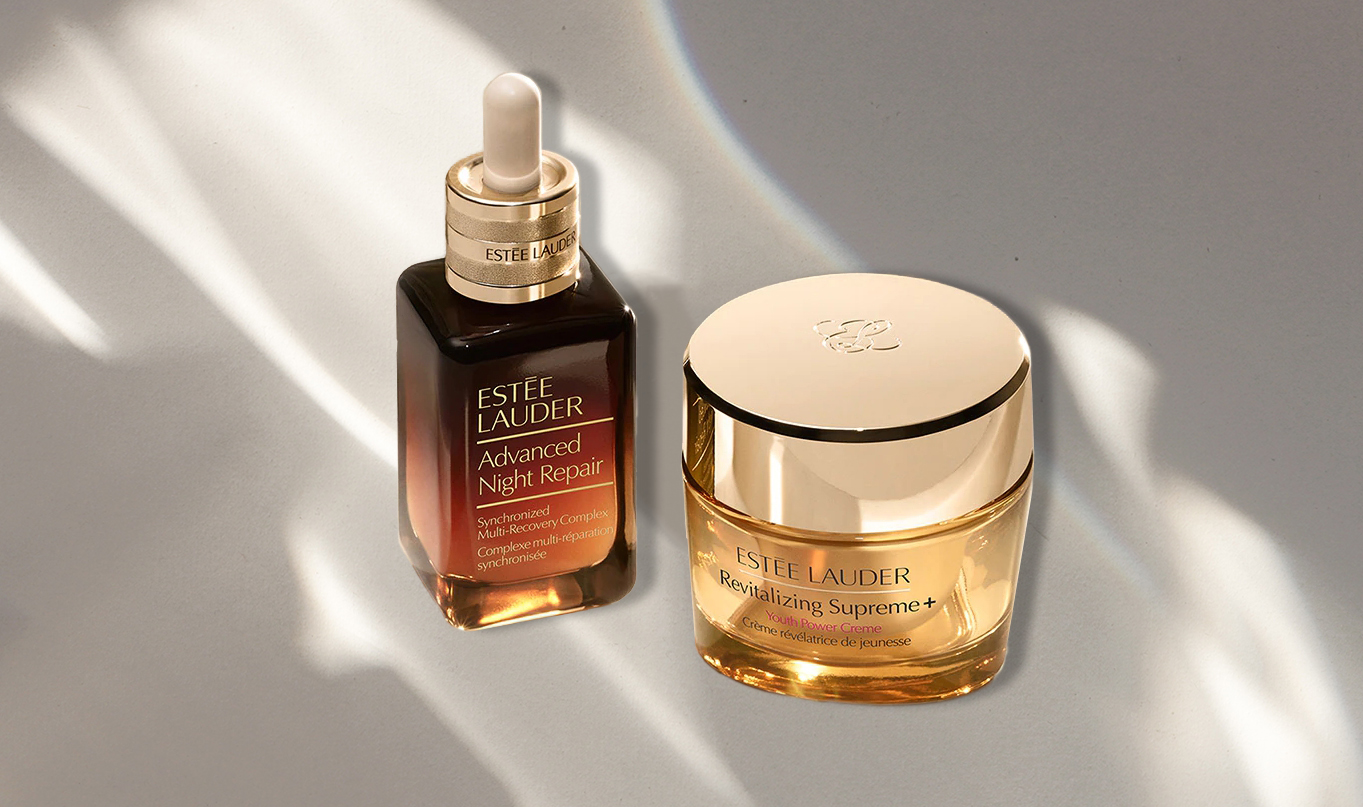 ESTĒE LAUDER
ESTĒE
LAUDER
Advanced
Night Repair
Synchronized
Multi-Recovery Complex
Complexe multi-réparation
synchronisée
EL
ESTĒE LAUDER
Revitalizing Supreme+
Youth Power Creme
Crème révélatrice de jeunesse